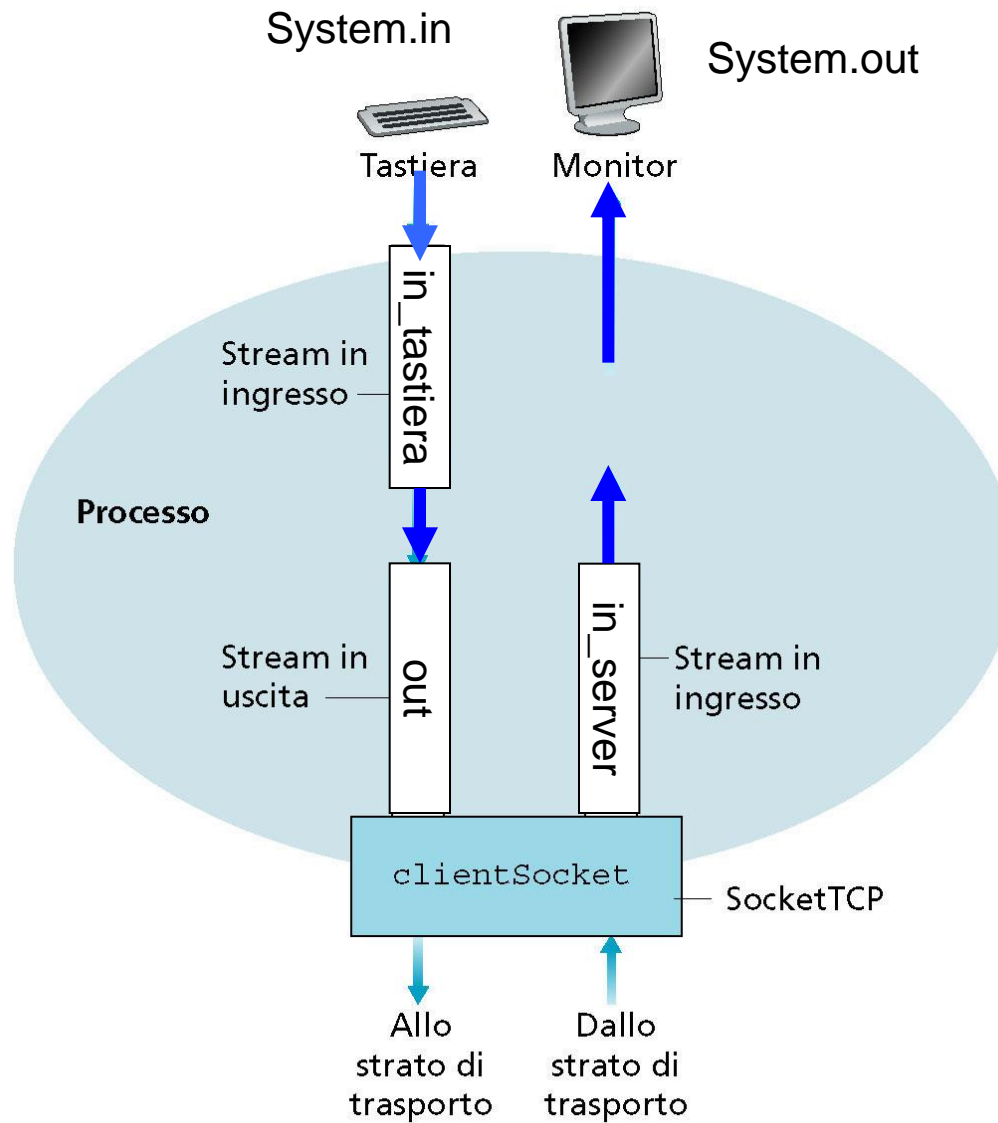 System.in
System.out
Tastiera
Monitor
in_tastiera
Stream in
ingresso
Processo
Stream in
uscita
out
in_server
Stream in
ingresso
clientSocket
SocketTCP
Allo
strato di
trasporto
Dallo
strato di
trasporto